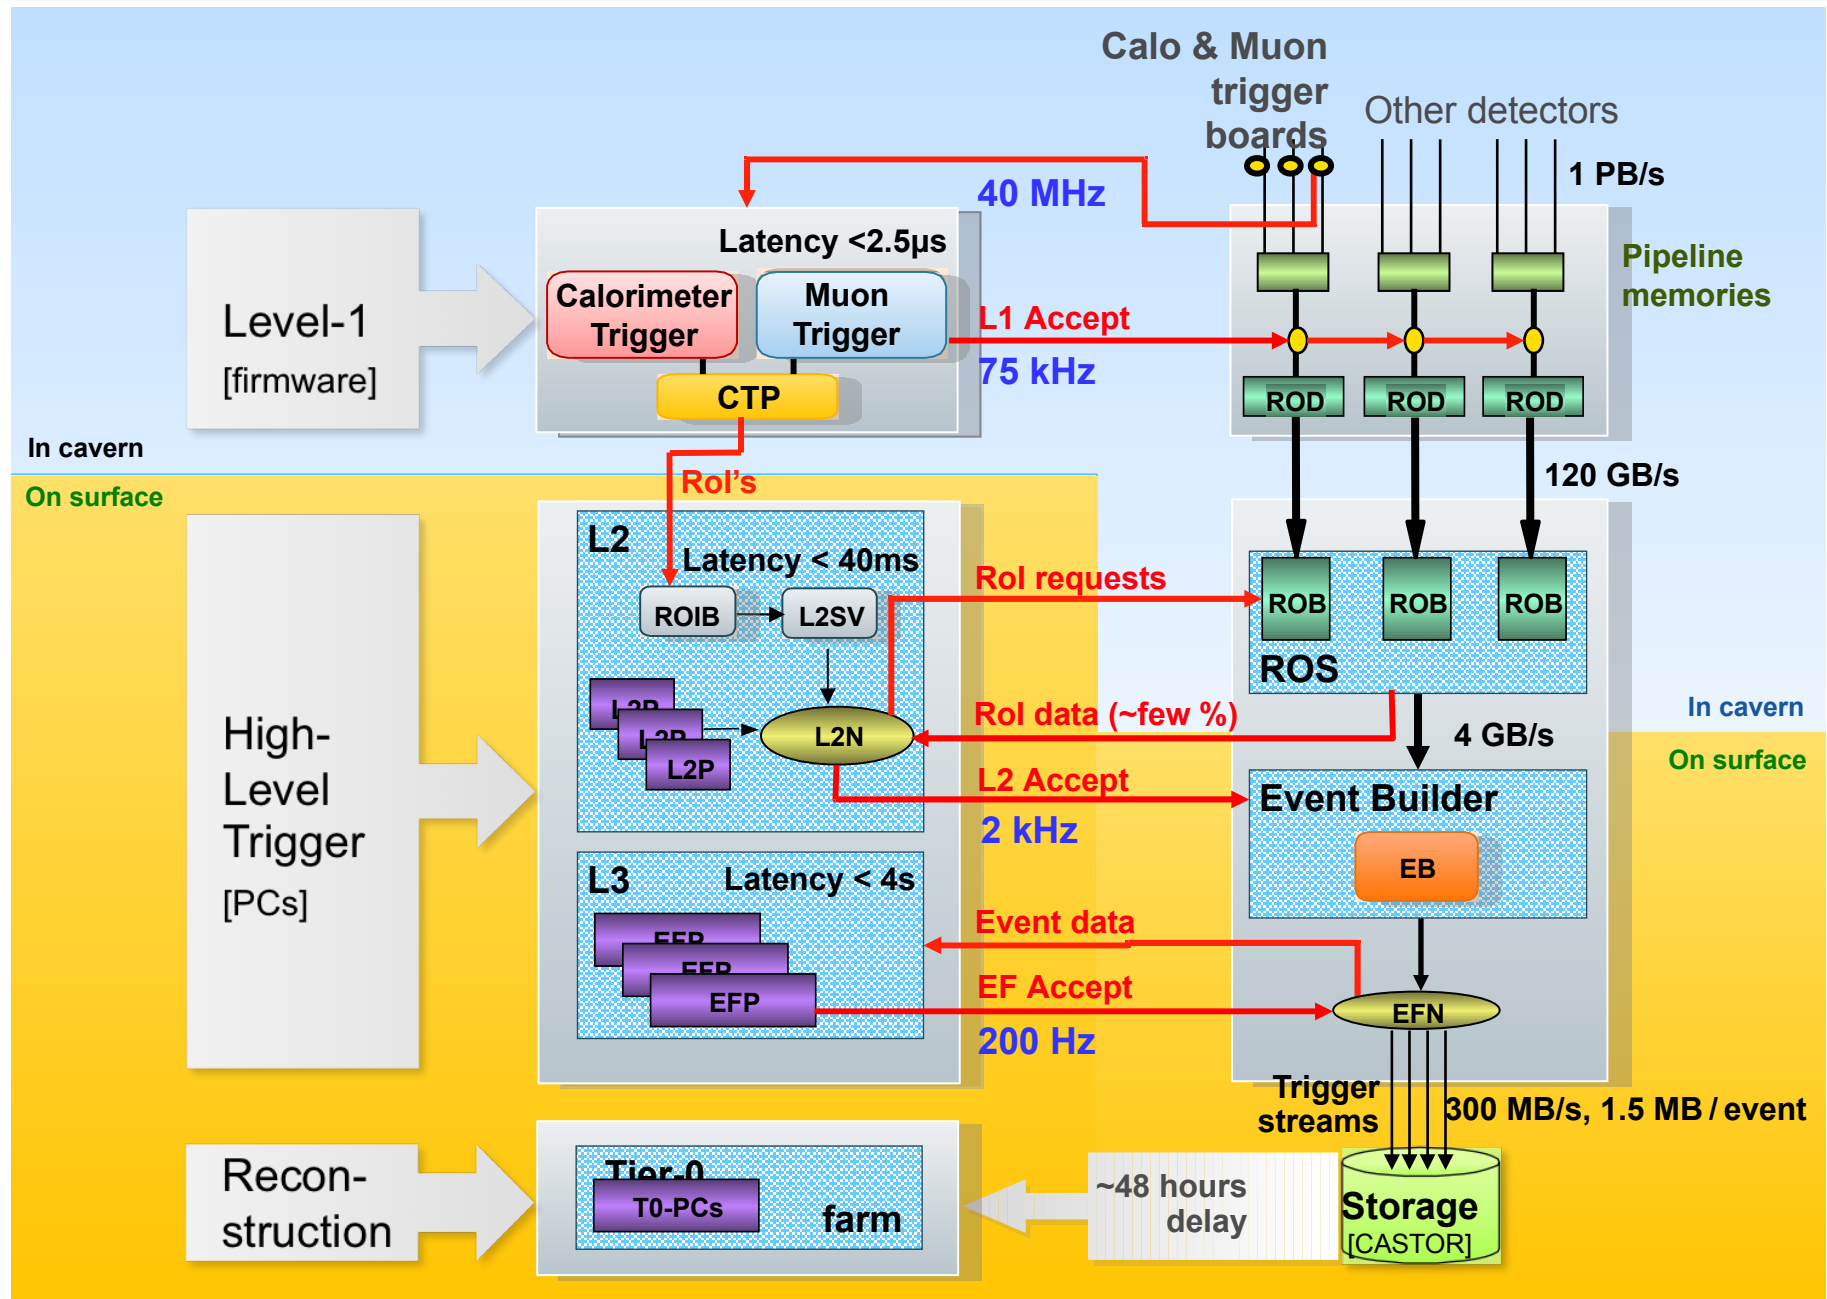 Calo & Muon
trigger
boards
Other detectors
1 PB/s
40 MHz
Latency <2.5µs
Calorimeter
Trigger
Muon
Trigger
CTP
Level-1
[firmware]
L1 Accept
75 kHz
Pipeline
memories
ROD
ROD
ROD
In cavern
On surface
RoI's
120 GB/s
L2
Latency < 40ms
ROIB
L2SV
RoI requests
ROB
ROB
ROB
ROS
L2P
L2P
L2P
L2N
RoI data (~few %)
4 GB/s
In cavern
On surface
High-
Level
Trigger
[PCs]
L2 Accept
2 kHz
Event Builder
EB
L3
Latency < 4s
EFP
EFP
EFP
Event data
EF Accept
200 Hz
EFN
Trigger
streams
300 MB/s, 1.5 MB / event
Recon-
struction
Tier-0
T0-PCs
farm
~48 hours
delay
Storage
[CASTOR]